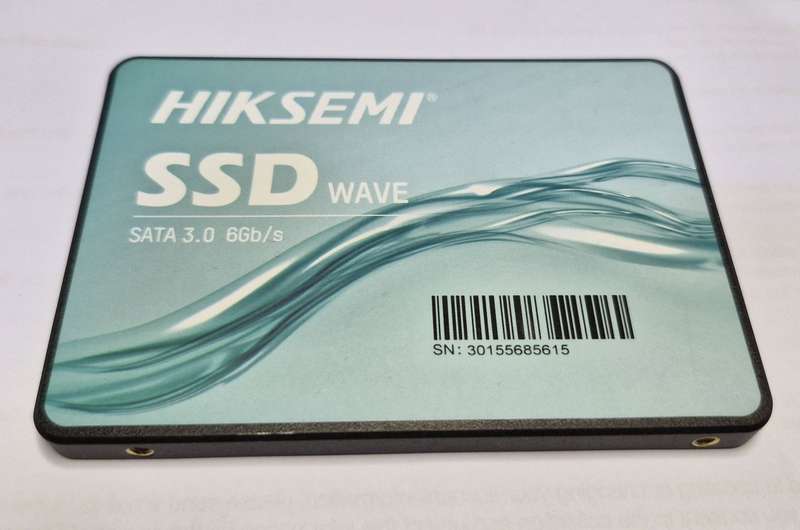 HIKSEMI®
SSD WAVE
SATA 3.0 6Gb/s
SN: 30155685615